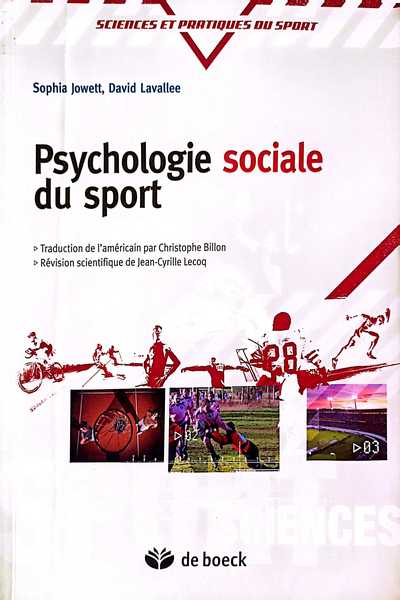 SCIENCES ET PRATIQUES DU SPORT
Sophia Jowett, David Lavallee
Psychologie sociale
du sport
▹ Traduction de l'américain par Christophe Billon
▹ Révision scientifique de Jean-Cyrille Lecoq
28
▹02
▹03
SCIENCES
de boeck